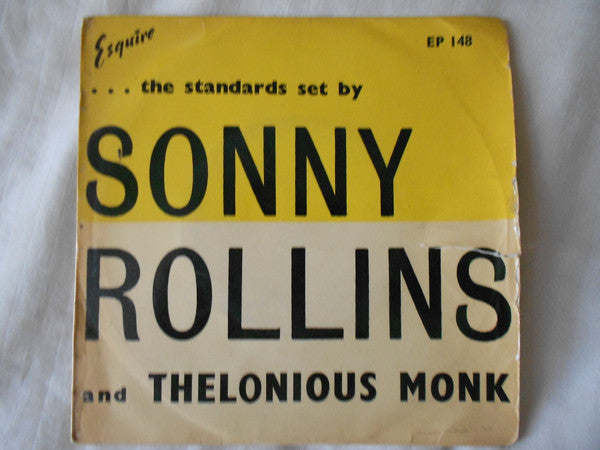 Esquire
EP 148
. . . the standards set by
SONNY
ROLLINS
and THELONIOUS MONK